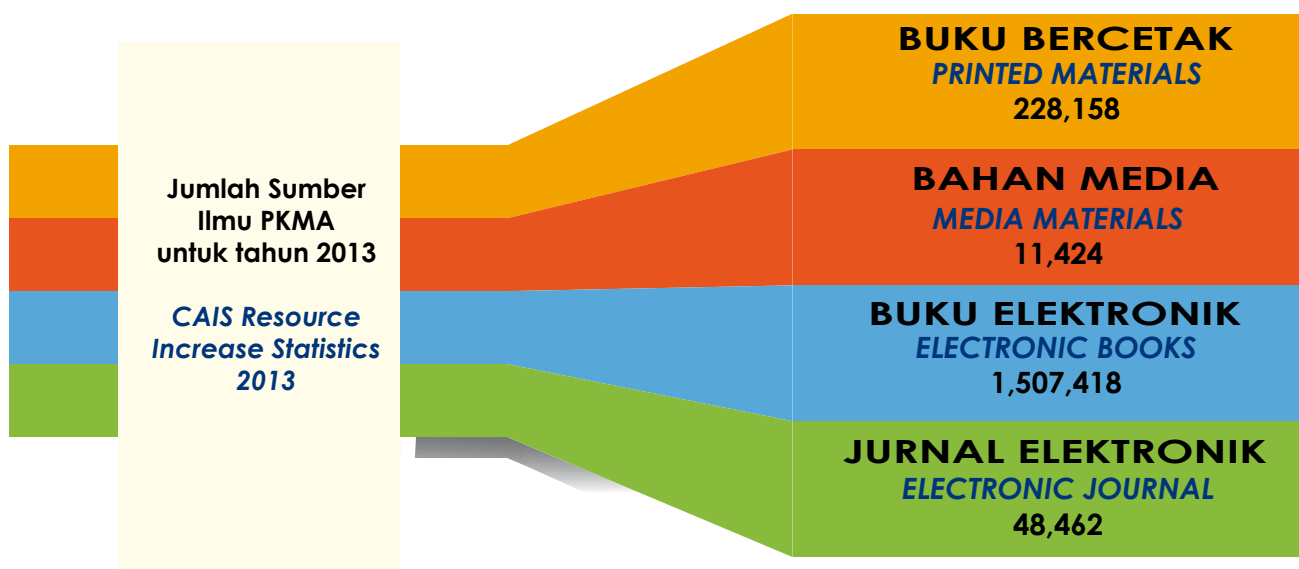 Jumlah Sumber
Ilmu PKMA
untuk tahun 2013
CAIS Resource
Increase Statistics
2013
BUKU BERCETAK
PRINTED MATERIALS
228,158
BAHAN MEDIA
MEDIA MATERIALS
11,424
BUKU ELEKTRONIK
ELECTRONIC BOOKS
1,507,418
JURNAL ELEKTRONIK
ELECTRONIC JOURNAL
48,462